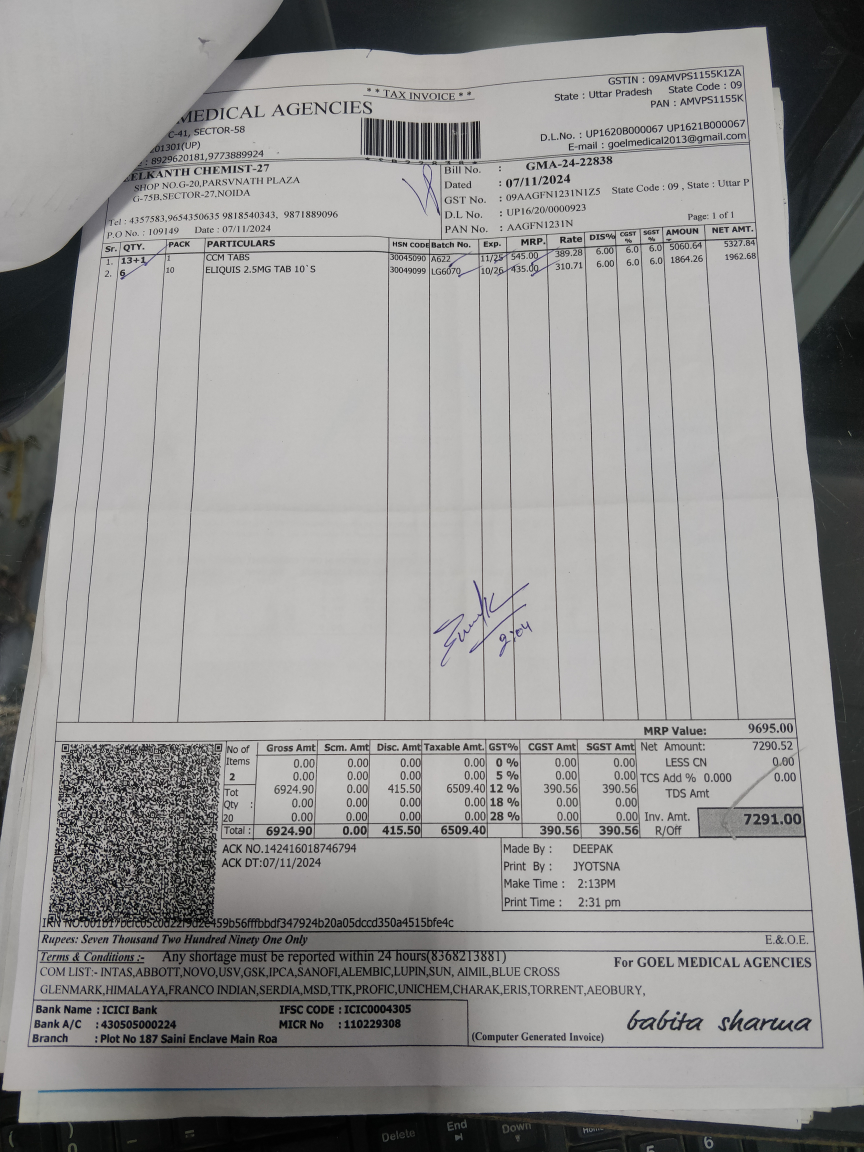 ** TAX INVOICE **
GSTIN : 09AMVPS1155K1ZA
State : Uttar Pradesh State Code : 09
PAN : AMVPS1155K
MEDICAL AGENCIES
C-41, SECTOR-58
201301(UP)
: 8929620181,9773889924
D.L.No. : UP1620B000067 UP1621B000067
E-mail : goelmedical2013@gmail.com
ELKANTH CHEMIST-27
SHOP NO.G-20,PARSVNATH PLAZA
G-75B,SECTOR-27,NOIDA
Tel : 4357583,9654350635 9818540343, 9871889096
P.O No. : 109149 Date : 07/11/2024
Bill No. : GMA-24-22838
Dated : 07/11/2024
GST No. : 09AAGFN1231N1Z5 State Code : 09 , State : Uttar P
D.L No. : UP16/20/0000923
PAN No. : AAGFN1231N Page: 1 of 1
Sr. QTY. PACK PARTICULARS HSN CODE Batch No. Exp. MRP. Rate DIS% CGST % SGST % AMOUN NET AMT.
1. 13+1 1 CCM TABS 30045090 A622 11/25 545.00 389.28 6.00 6.0 6.0 5060.64 5327.84
2. 6 10 ELIQUIS 2.5MG TAB 10`S 30049099 LG6070 10/26 435.00 310.71 6.00 6.0 6.0 1864.26 1962.68
2:04
MRP Value: 9695.00
No of Items 2 Gross Amt Scm. Amt Disc. Amt Taxable Amt. GST% CGST Amt SGST Amt Net Amount: 7290.52
0.00 0.00 0.00 0.00 0 % 0.00 0.00 LESS CN 0.00
0.00 0.00 0.00 0.00 5 % 0.00 0.00 TCS Add % 0.000 0.00
Tot Qty : 20 6924.90 0.00 415.50 6509.40 12 % 390.56 390.56 TDS Amt
0.00 0.00 0.00 0.00 18 % 0.00 0.00
0.00 0.00 0.00 0.00 28 % 0.00 0.00 Inv. Amt. 7291.00
Total : 6924.90 0.00 415.50 6509.40 390.56 390.56 R/Off
ACK NO.142416018746794
ACK DT:07/11/2024
Made By : DEEPAK
Print By : JYOTSNA
Make Time : 2:13PM
Print Time : 2:31 pm
IRN NO:
Rupees: Seven Thousand Two Hundred Ninety One Only E.&.O.E.
Terms & Conditions :- Any shortage must be reported within 24 hours(8368213881)
COM LIST:- INTAS,ABBOTT,NOVO,USV,GSK,IPCA,SANOFI,ALEMBIC,LUPIN,SUN, AIMIL,BLUE CROSS
GLENMARK,HIMALAYA,FRANCO INDIAN,SERDIA,MSD,TTK,PROFIC,UNICHEM,CHARAK,ERIS,TORRENT,AEOBURY,
For GOEL MEDICAL AGENCIES
Bank Name : ICICI Bank IFSC CODE : ICIC0004305
Bank A/C : 430505000224 MICR No : 110229308
Branch : Plot No 187 Saini Enclave Main Roa
(Computer Generated Invoice)
babita sharma
Delete
End
Down
6